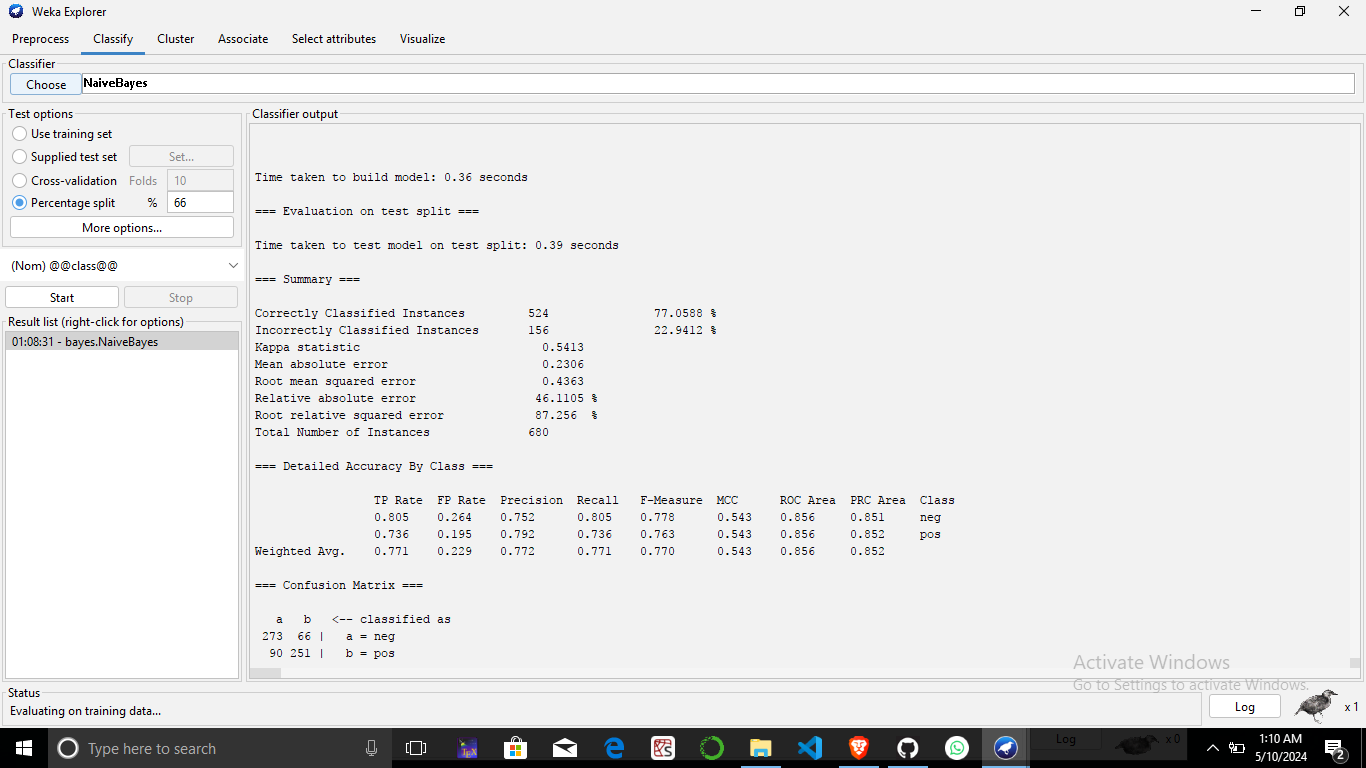 Weka Explorer
Preprocess Classify Cluster Associate Select attributes Visualize
Classifier
Choose NaiveBayes
Test options
Use training set
Supplied test set Set...
Cross-validation Folds 10
Percentage split % 66
More options...
(Nom) @@class@@
Start Stop
Result list (right-click for options)
01:08:31 - bayes.NaiveBayes
Classifier output
Time taken to build model: 0.36 seconds
=== Evaluation on test split ===
Time taken to test model on test split: 0.39 seconds
=== Summary ===
Correctly Classified Instances 524 77.0588 %
Incorrectly Classified Instances 156 22.9412 %
Kappa statistic 0.5413
Mean absolute error 0.2306
Root mean squared error 0.4363
Relative absolute error 46.1105 %
Root relative squared error 87.256 %
Total Number of Instances 680
=== Detailed Accuracy By Class ===
TP Rate FP Rate Precision Recall F-Measure MCC ROC Area PRC Area Class
0.805 0.264 0.752 0.805 0.778 0.543 0.856 0.851 neg
0.736 0.195 0.792 0.736 0.763 0.543 0.856 0.852 pos
Weighted Avg. 0.771 0.229 0.772 0.771 0.770 0.543 0.856 0.852
=== Confusion Matrix ===
a b <-- classified as
273 66 | a = neg
90 251 | b = pos
Activate Windows
Go to Settings to activate Windows.
Status
Evaluating on training data...
Log x 1
Type here to search
TEX
Log x 0
1:10 AM
5/10/2024
2